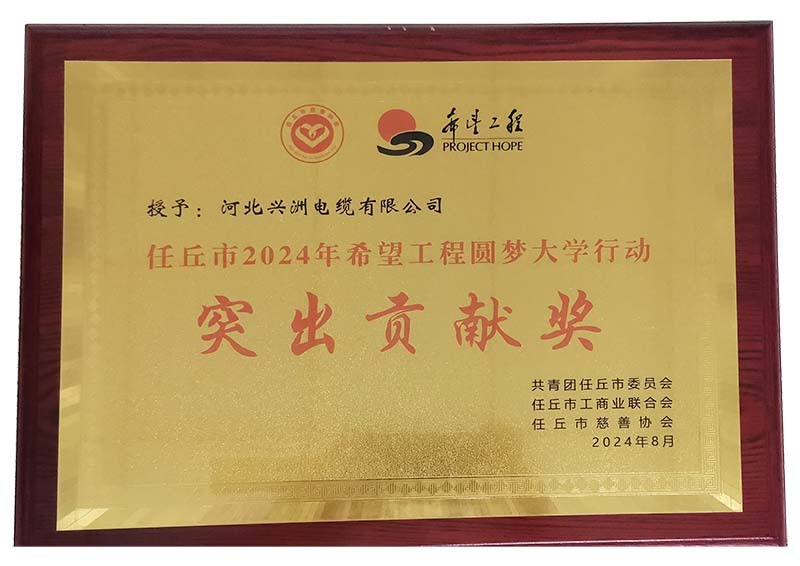 希望工程
PROJECT HOPE
授予：河北兴洲电缆有限公司
任丘市2024年希望工程圆梦大学行动
突出贡献奖
共青团任丘市委员会
任丘市工商业联合会
任丘市慈善协会
2024年8月